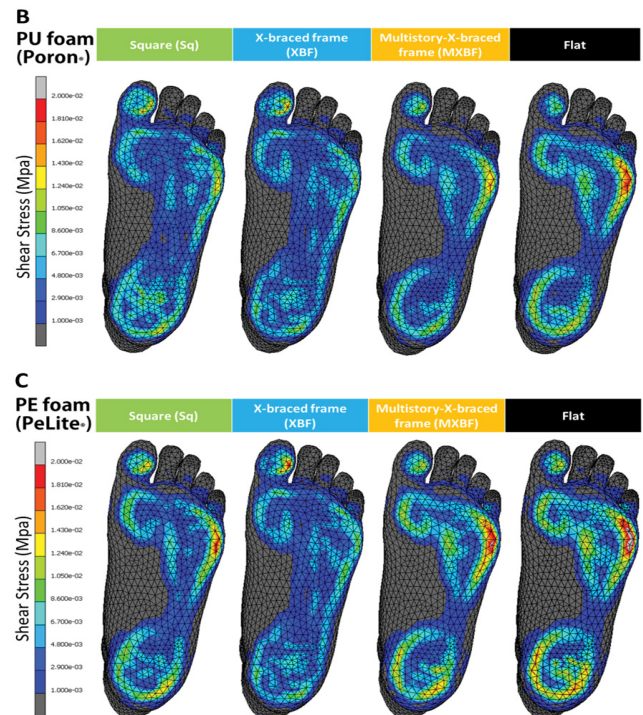 B
PU foam
(Poron®)
Square (Sq)
X-braced frame
(XBF)
Multistory-X-braced
frame (MXBF)
Flat
Shear Stress (Mpa)
2.000e-02
1.810e-02
1.620e-02
1.430e-02
1.240e-02
1.050e-02
8.600e-03
6.700e-03
4.800e-03
2.900e-03
1.000e-03
C
PE foam
(PeLite®)
Square (Sq)
X-braced frame
(XBF)
Multistory-X-braced
frame (MXBF)
Flat
Shear Stress (Mpa)
2.000e-02
1.810e-02
1.620e-02
1.430e-02
1.240e-02
1.050e-02
8.600e-03
6.700e-03
4.800e-03
2.900e-03
1.000e-03